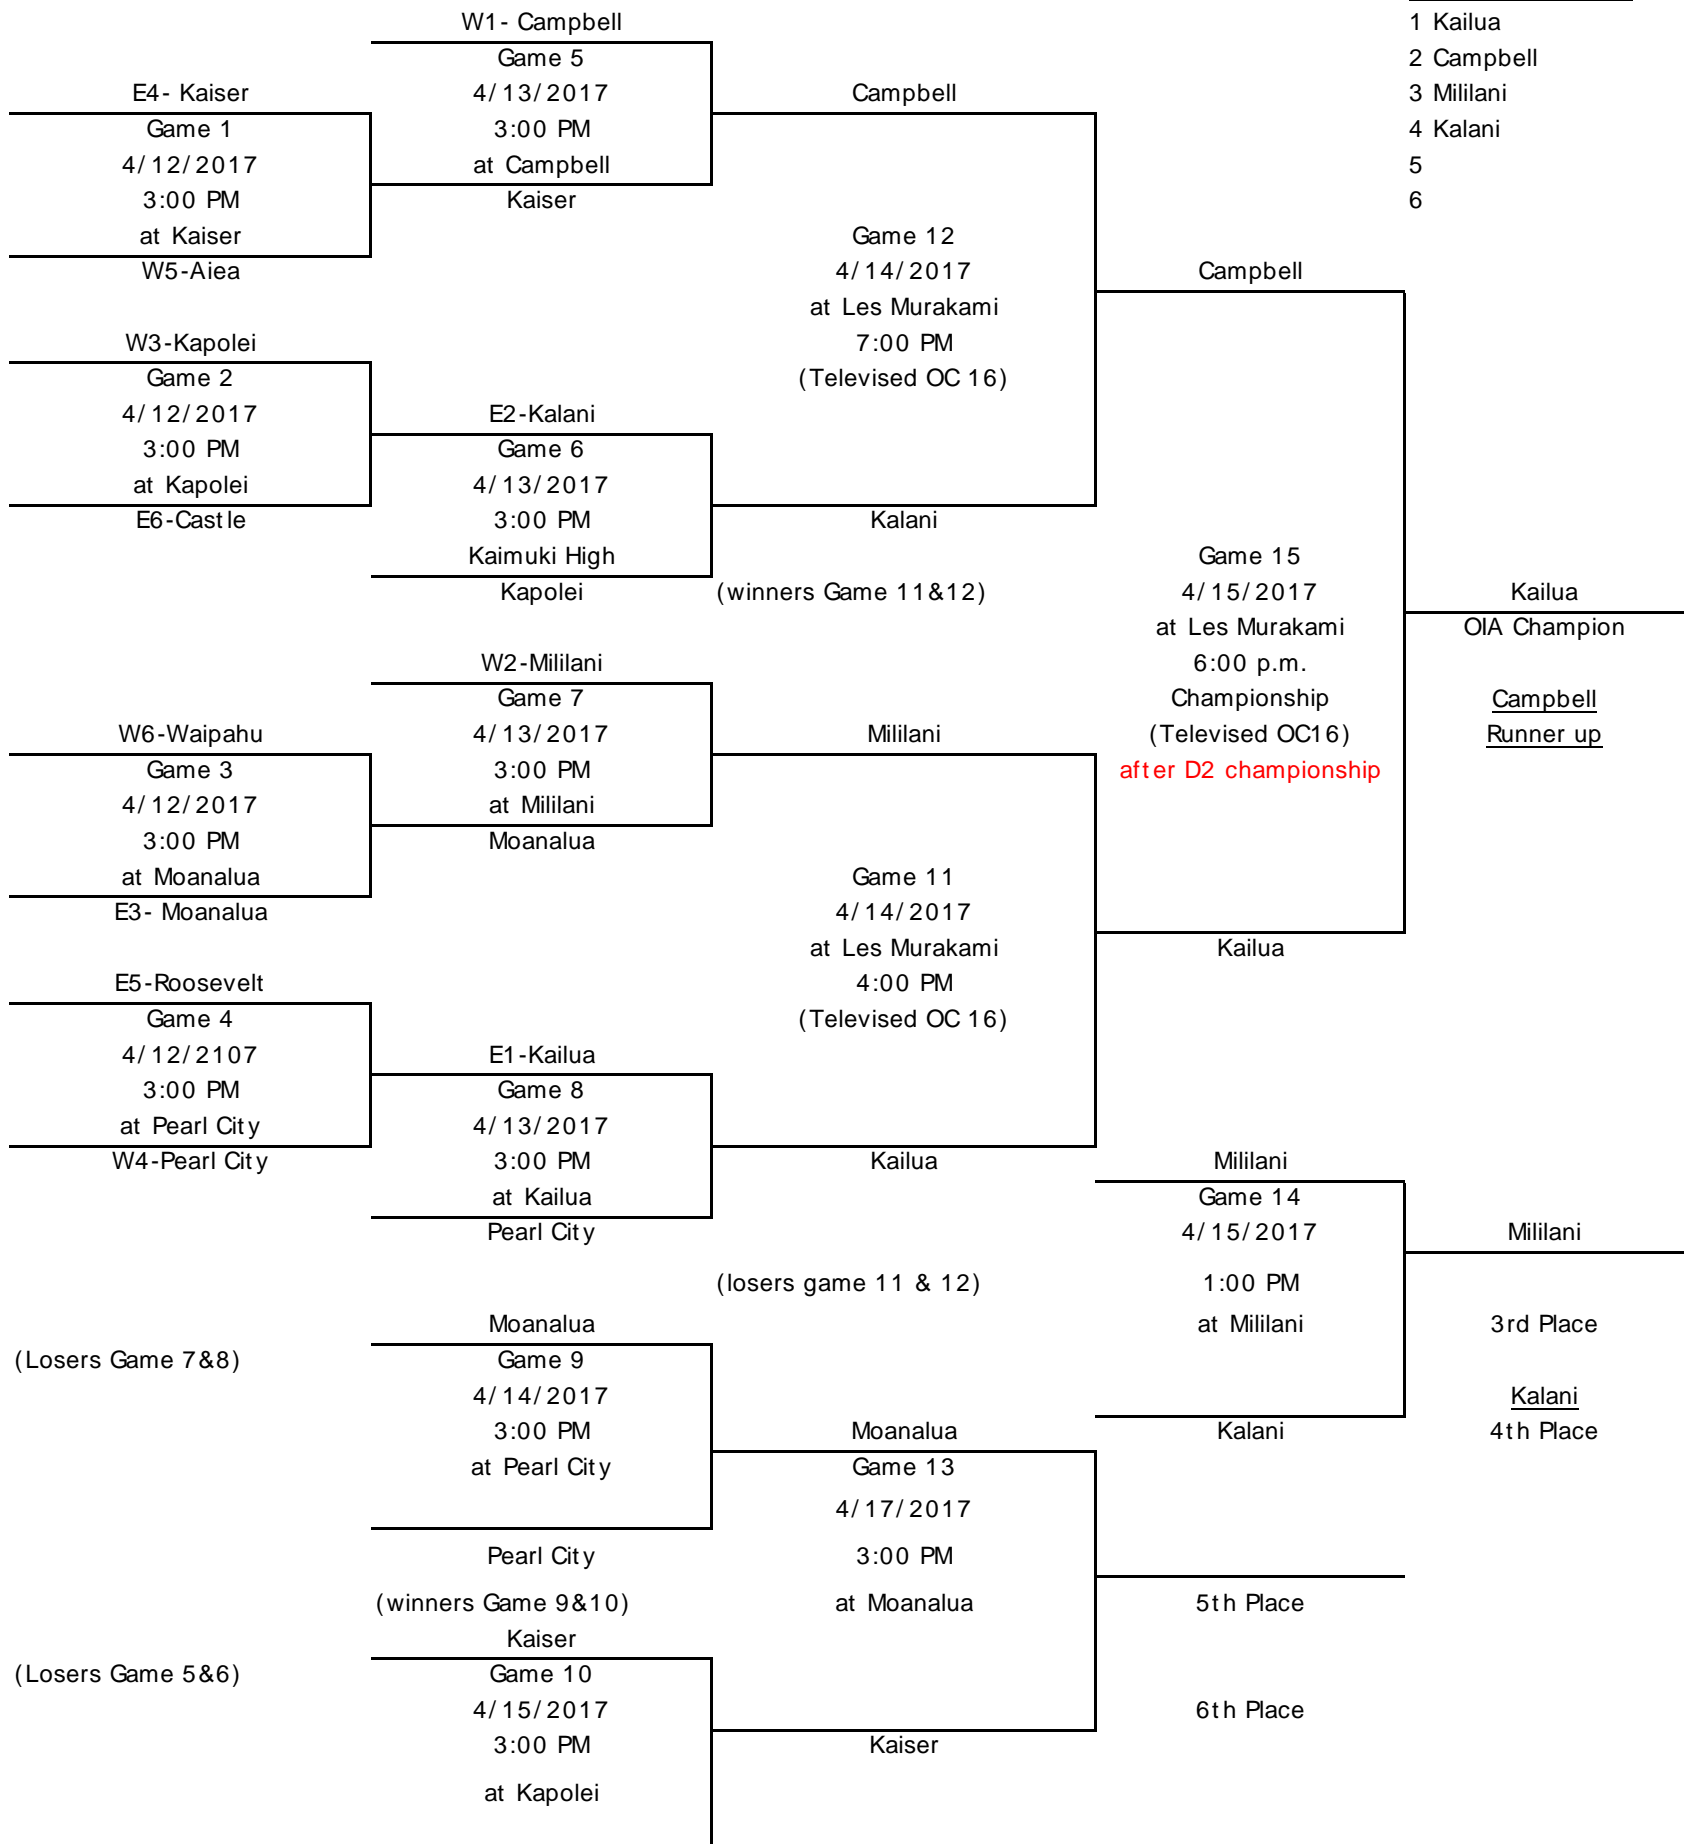 W1- Campbell
Game 5
4/13/2017
3:00 PM
at Campbell
Kaiser
1 Kailua
2 Campbell
3 Mililani
4 Kalani
5
6
E4- Kaiser
Game 1
4/12/2017
3:00 PM
at Kaiser
W5-Aiea
Campbell
Game 12
4/14/2017
at Les Murakami
7:00 PM
(Televised OC 16)
Kalani
(winners Game 11&12)
Campbell
W3-Kapolei
Game 2
4/12/2017
3:00 PM
at Kapolei
E6-Castle
E2-Kalani
Game 6
4/13/2017
3:00 PM
Kaimuki High
Kapolei
Game 15
4/15/2017
at Les Murakami
6:00 p.m.
Championship
(Televised OC16)
after D2 championship
Kailua
Kailua
OIA Champion
Campbell
Runner up
W2-Mililani
Game 7
4/13/2017
3:00 PM
at Mililani
Moanalua
W6-Waipahu
Game 3
4/12/2017
3:00 PM
at Moanalua
E3- Moanalua
Mililani
Game 11
4/14/2017
at Les Murakami
4:00 PM
(Televised OC 16)
Kailua
E5-Roosevelt
Game 4
4/12/2107
3:00 PM
at Pearl City
W4-Pearl City
E1-Kailua
Game 8
4/13/2017
3:00 PM
at Kailua
Pearl City
Mililani
Game 14
4/15/2017
1:00 PM
at Mililani
Kalani
(losers game 11 & 12)
Mililani
3rd Place
Kalani
4th Place
(Losers Game 7&8)
Moanalua
Game 9
4/14/2017
3:00 PM
at Pearl City
Pearl City
(winners Game 9&10)
Moanalua
Game 13
4/17/2017
3:00 PM
at Moanalua
Kaiser
5th Place
6th Place
(Losers Game 5&6)
Kaiser
Game 10
4/15/2017
3:00 PM
at Kapolei